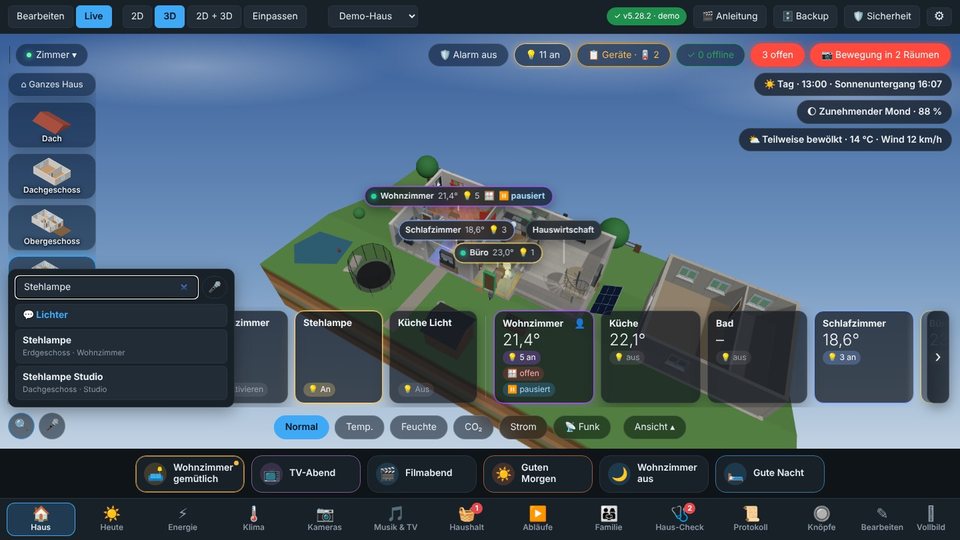 Bearbeiten Live 2D 3D 2D + 3D Einpassen Demo-Haus ✓ v5.28.2 · demo Anleitung Backup Sicherheit
Zimmer ▾ Alarm aus 11 an Geräte · 2 ✓ 0 offline 3 offen Bewegung in 2 Räumen
⌂ Ganzes Haus
Tag · 13:00 · Sonnenuntergang 16:07
Zunehmender Mond · 88 %
Teilweise bewölkt · 14 °C · Wind 12 km/h
Dach
Dachgeschoss
Obergeschoss
Wohnzimmer 21,4° 5 pausiert
Schlafzimmer 18,6° 3
Hauswirtschaft
Büro 23,0° 1
Stehlampe
Lichter
Stehlampe
Erdgeschoss · Wohnzimmer
Stehlampe Studio
Dachgeschoss · Studio
zimmer
tivieren
Stehlampe
An
Küche Licht
Aus
Wohnzimmer
21,4°
5 an
offen
pausiert
Küche
22,1°
aus
Bad
–
aus
Schlafzimmer
18,6°
3 an
›
Normal Temp. Feuchte CO₂ Strom Funk Ansicht ▴
Wohnzimmer
gemütlich
TV-Abend
Filmabend
Guten
Morgen
Wohnzimmer
aus
Gute Nacht
1 2
Haus Heute Energie Klima Kameras Musik & TV Haushalt Abläufe Familie Haus-Check Protokoll Knöpfe Bearbeiten Vollbild